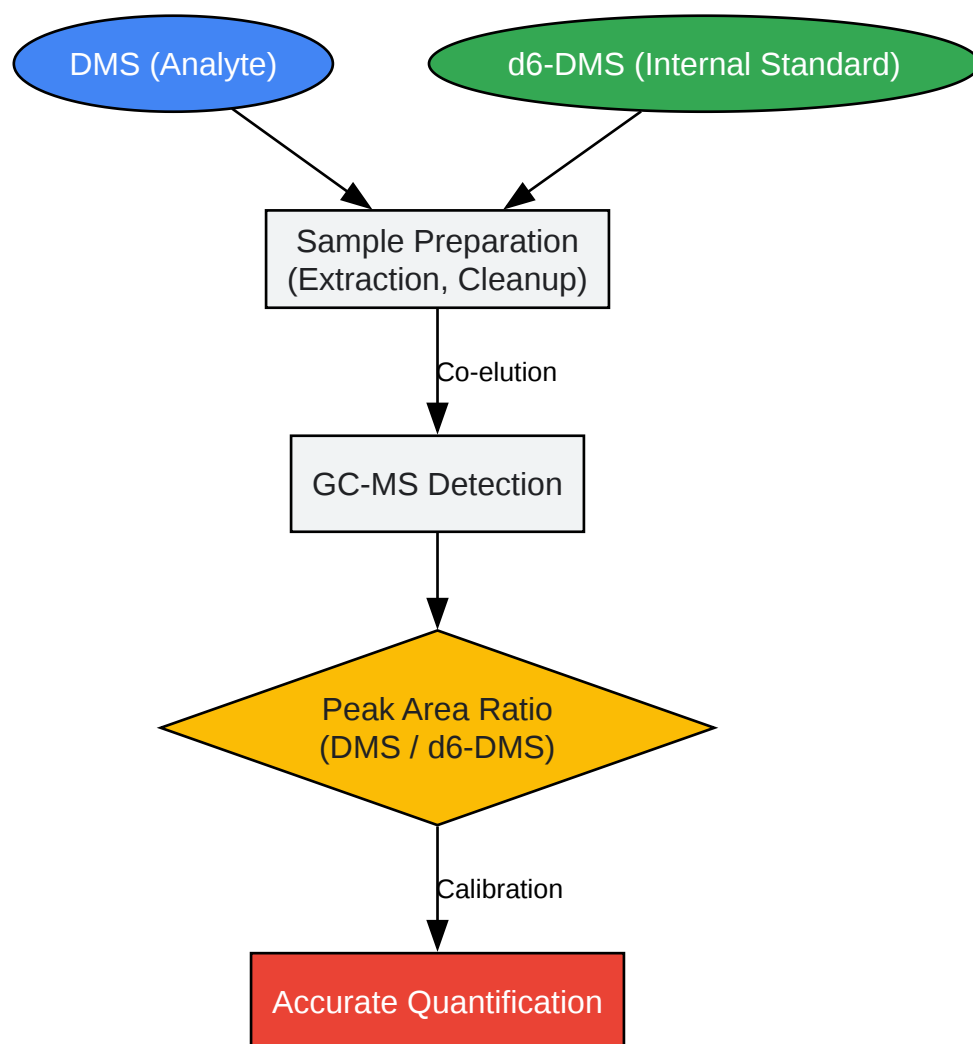 DMS (Analyte)
d6-DMS (Internal Standard)
Sample Preparation
(Extraction, Cleanup)
Co-elution
GC-MS Detection
Peak Area Ratio
(DMS / d6-DMS)
Calibration
Accurate Quantification